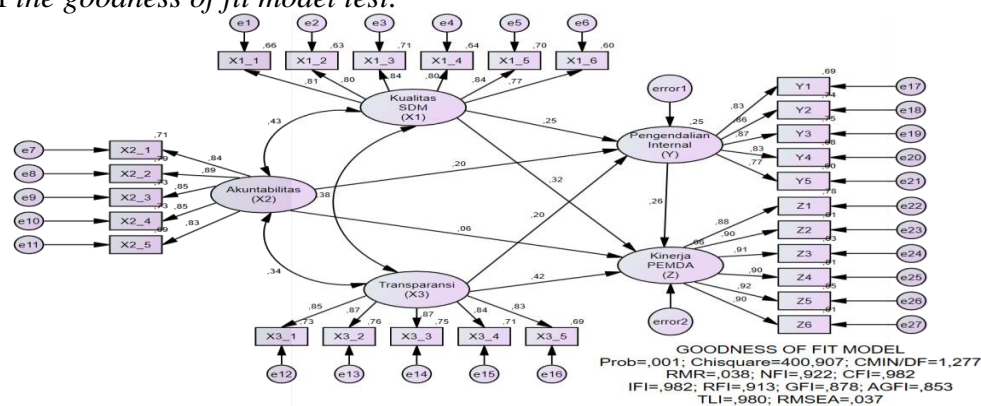 the goodness of fit model test.
e1 e2 e3 e4 e5 e6
,66 ,63 ,71 ,64 ,70 ,60
X1_1 X1_2 X1_3 X1_4 X1_5 X1_6
,81 ,80 ,84 ,80 ,84 ,77
Kualitas
SDM
(X1)
error1
,25
,69
Y1 e17
Y2 e18
,75
Y3 e19
Y4 e20
Y5 e21
,83
,86
,87
,83
,77
Pengendalian
Internal
(Y)
,43
,25
,71
e7 X2_1
e8 X2_2
e9 X2_3
,73
e10 X2_4
e11 X2_5
,84
,89
,85
,85
,83
Akuntabilitas
(X2)
,38
,20
,32
,20
,26
,06
,78
Z1 e22
Z2 e23
Z3 e24
Z4 e25
Z5 e26
Z6 e27
,88
,90
,91
,90
,92
,90
Kinerja
PEMDA
(Z)
,34
,42
error2
Transparansi
(X3)
,85 ,87 ,87 ,84 ,83
,73 ,76 ,75 ,71 ,69
X3_1 X3_2 X3_3 X3_4 X3_5
e12 e13 e14 e15 e16
GOODNESS OF FIT MODEL
Prob=,001; Chisquare=400,907; CMIN/DF=1,277
RMR=,038; NFI=,922; CFI=,982
IFI=,982; RFI=,913; GFI=,878; AGFI=,853
TLI=,980; RMSEA=,037